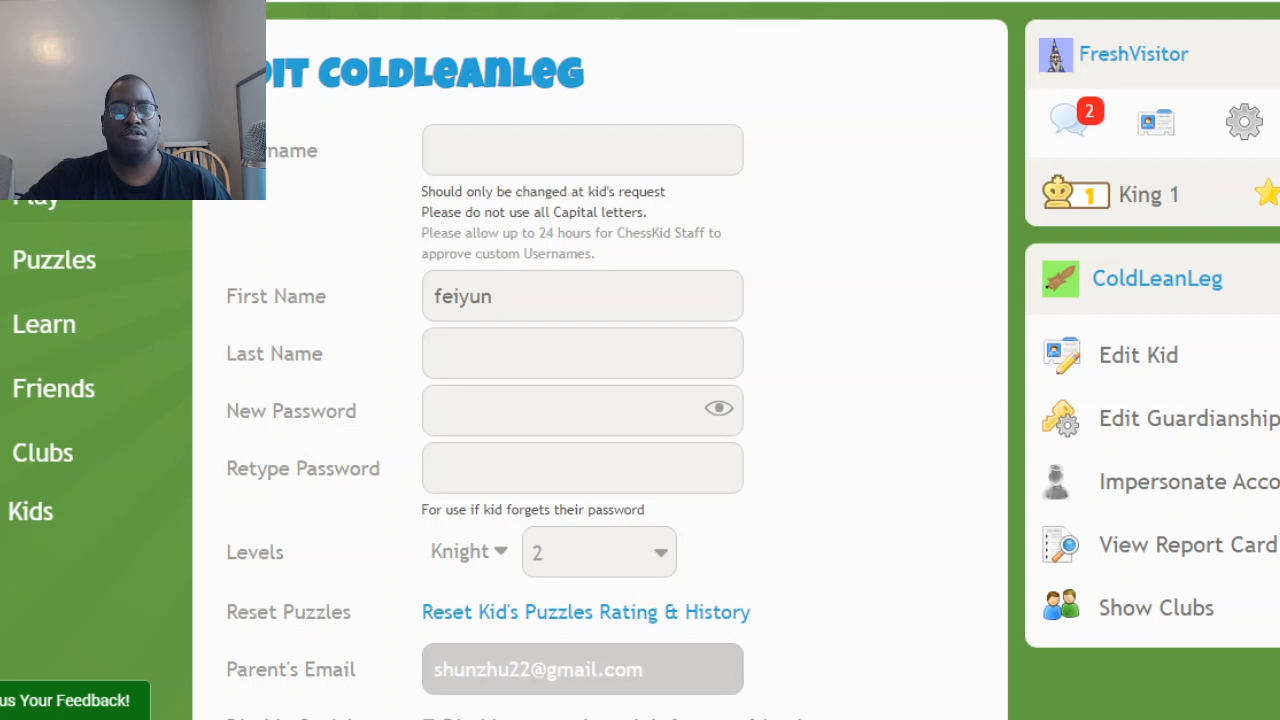 IT ColdLeanLeg
name
Should only be changed at kid's request
Please do not use all Capital letters.
Please allow up to 24 hours for ChessKid Staff to
approve custom Usernames.
First Name feiyun
Last Name
New Password
Retype Password
For use if kid forgets their password
Levels Knight 2
Reset Puzzles Reset Kid's Puzzles Rating & History
Parent's Email shunzhu22@gmail.com
Play
Puzzles
Learn
Friends
Clubs
Kids
us Your Feedback!
FreshVisitor
2
1 King 1
ColdLeanLeg
Edit Kid
Edit Guardianship
Impersonate Acco
View Report Card
Show Clubs